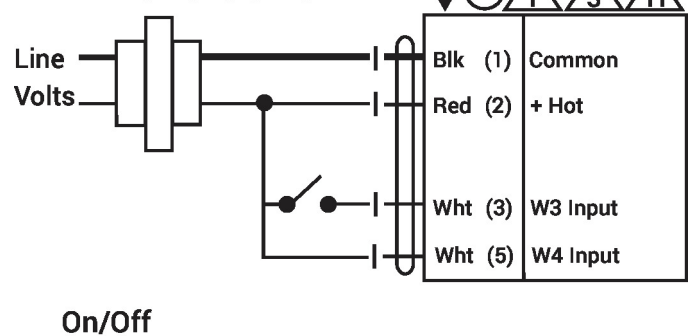 Line
Volts
Blk (1) Common
Red (2) + Hot
Wht (3) W3 Input
Wht (5) W4 Input
On/Off